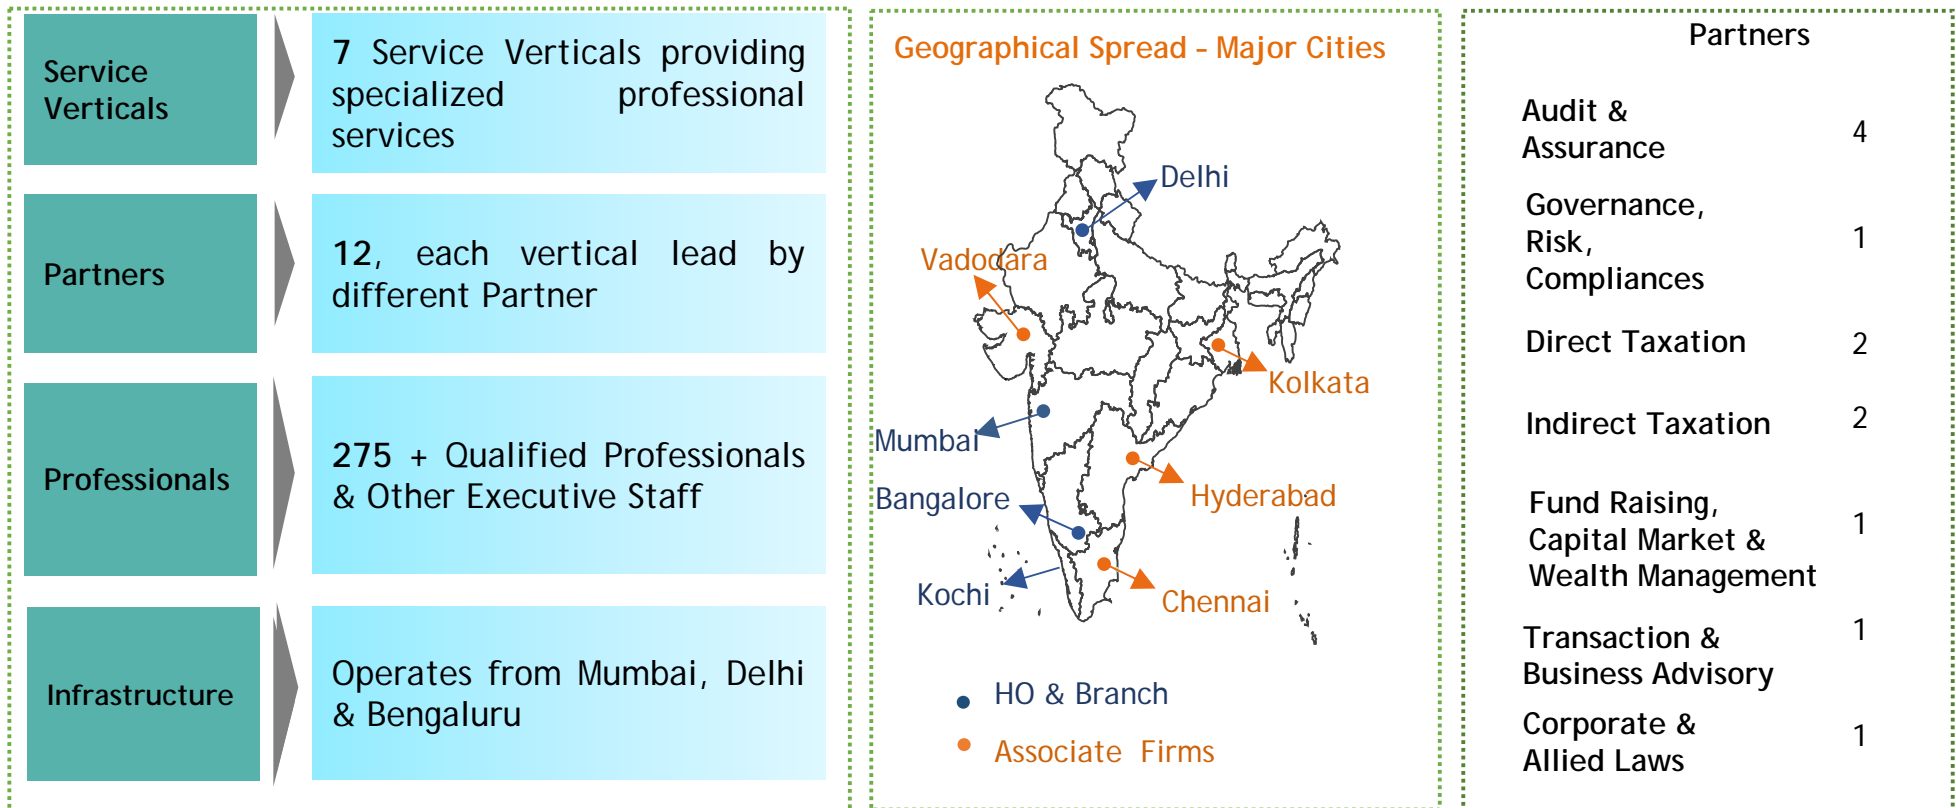 Service
Verticals
7 Service Verticals providing
specialized professional
services
Partners
12, each vertical lead by
different Partner
Professionals
275 + Qualified Professionals
& Other Executive Staff
Infrastructure
Operates from Mumbai, Delhi
& Bengaluru
Geographical Spread - Major Cities
Delhi
Vadodara
Kolkata
Mumbai
Hyderabad
Bangalore
Kochi
Chennai
HO & Branch
Associate Firms
Partners
Audit &
Assurance
4
Governance,
Risk,
Compliances
1
Direct Taxation 2
Indirect Taxation 2
Fund Raising,
Capital Market &
Wealth Management
1
Transaction &
Business Advisory
1
Corporate &
Allied Laws
1